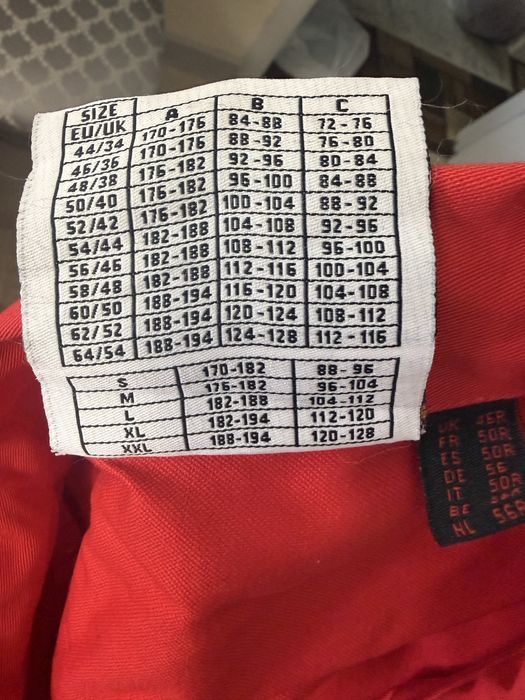 SIZE EU/UK A B C
44/34 170-176 84-88 72-76
46/36 170-176 88-92 76-80
48/38 176-182 92-96 80-84
50/40 176-182 96-100 84-88
52/42 176-182 100-104 88-92
54/44 182-188 104-108 92-96
56/46 182-188 108-112 96-100
58/48 182-188 112-116 100-104
60/50 188-194 116-120 104-108
62/52 188-194 120-124 108-112
64/54 188-194 124-128 112-116
S 170-182 88-96
M 176-182 96-104
L 182-188 104-112
XL 182-194 112-120
XXL 188-194 120-128
UK 46R
FR 50R
ES 50R
DE 56
IT 50R
BE
NL